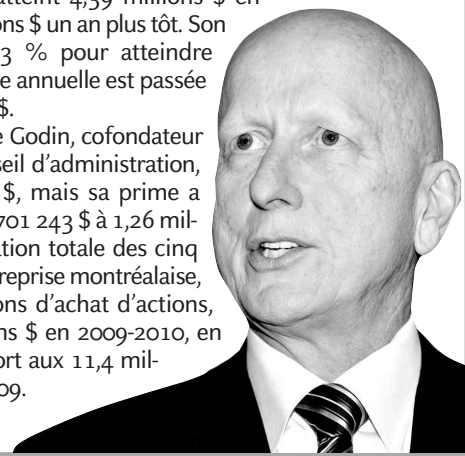 atteint 4,39 millions $ en
ons $ un an plus tôt. Son
3 % pour atteindre
e annuelle est passée
$.
e Godin, cofondateur
seil d'administration,
$, mais sa prime a
701 243 $ à 1,26 mil-
ation totale des cinq
reprise montréalaise,
ons d'achat d'actions,
ns $ en 2009-2010, en
ort aux 11,4 mil-
09.